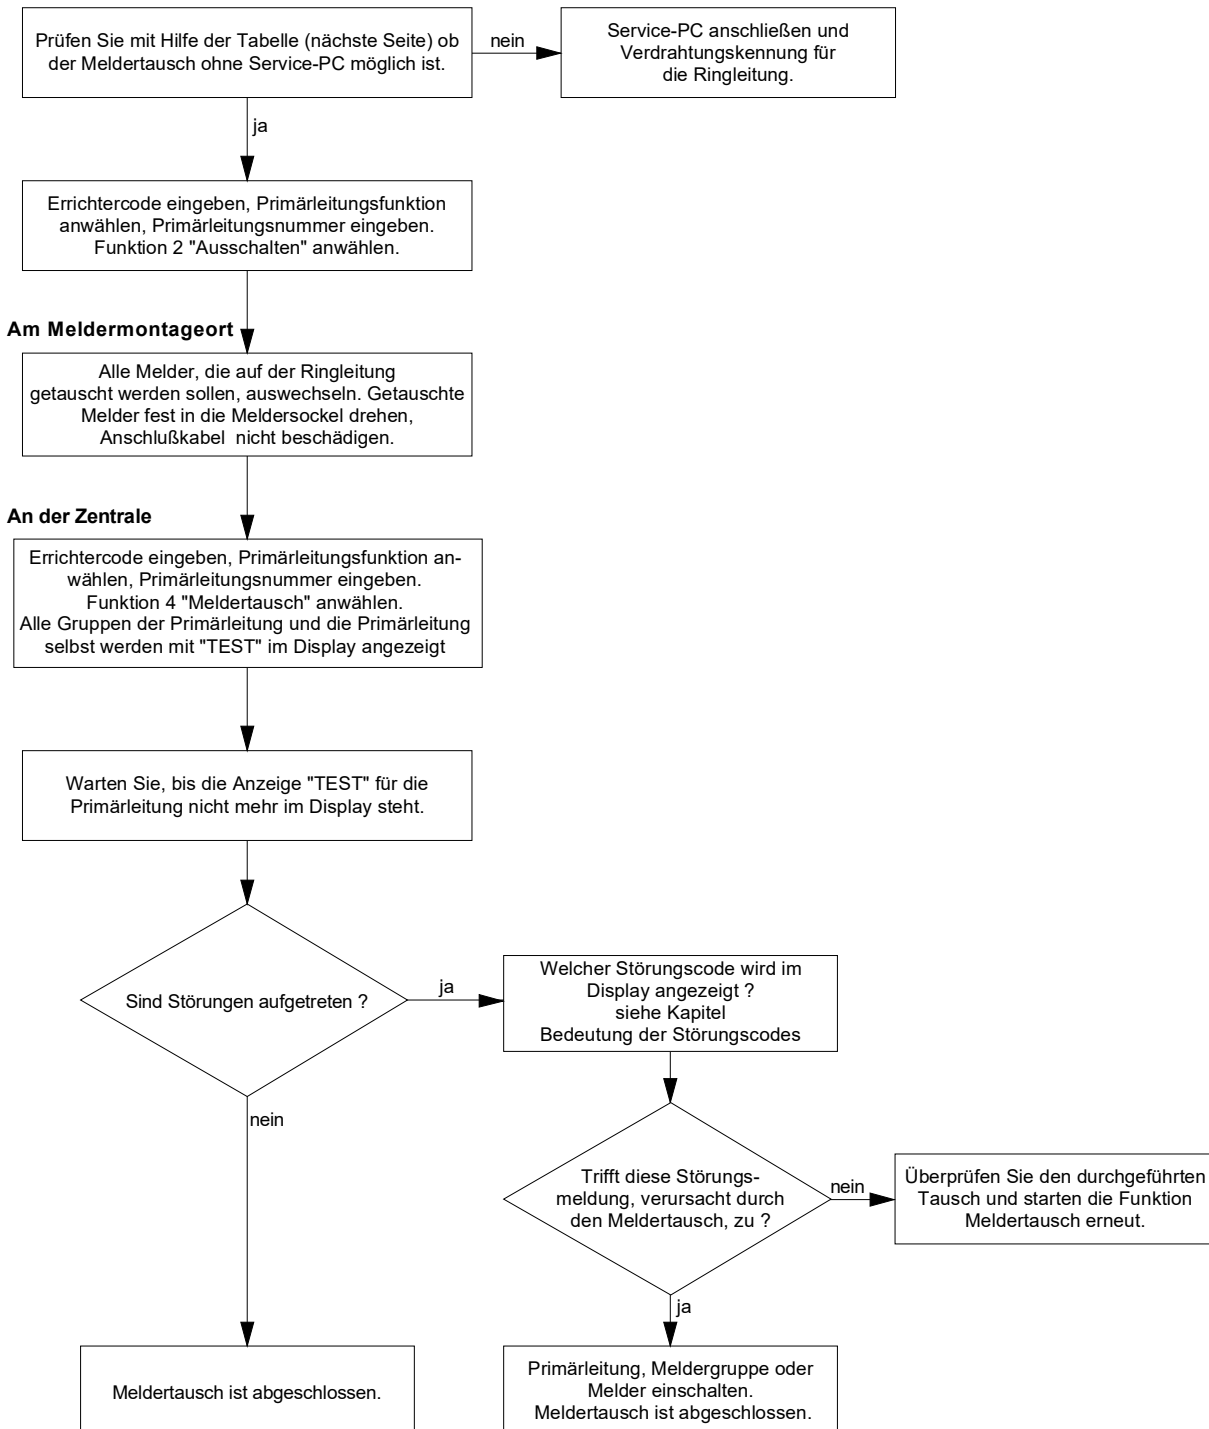 Prüfen Sie mit Hilfe der Tabelle (nächste Seite) ob
der Meldertausch ohne Service-PC möglich ist.
nein
Service-PC anschließen und
Verdrahtungskennung für
die Ringleitung.
ja
Errichtercode eingeben, Primärleitungsfunktion
anwählen, Primärleitungsnummer eingeben.
Funktion 2 "Ausschalten" anwählen.
Am Meldermontageort
Alle Melder, die auf der Ringleitung
getauscht werden sollen, auswechseln. Getauschte
Melder fest in die Meldersockel drehen,
Anschlußkabel  nicht beschädigen.
An der Zentrale
Errichtercode eingeben, Primärleitungsfunktion an-
wählen, Primärleitungsnummer eingeben.
Funktion 4 "Meldertausch" anwählen.
Alle Gruppen der Primärleitung und die Primärleitung
selbst werden mit "TEST" im Display angezeigt
Warten Sie, bis die Anzeige "TEST" für die
Primärleitung nicht mehr im Display steht.
Sind Störungen aufgetreten ?
ja
Welcher Störungscode wird im
Display angezeigt ?
siehe Kapitel
Bedeutung der Störungscodes
nein
Trifft diese Störungs-
meldung, verursacht durch
den Meldertausch, zu ?
nein
Überprüfen Sie den durchgeführten
Tausch und starten die Funktion
Meldertausch erneut.
ja
Meldertausch ist abgeschlossen.
Primärleitung, Meldergruppe oder
Melder einschalten.
Meldertausch ist abgeschlossen.